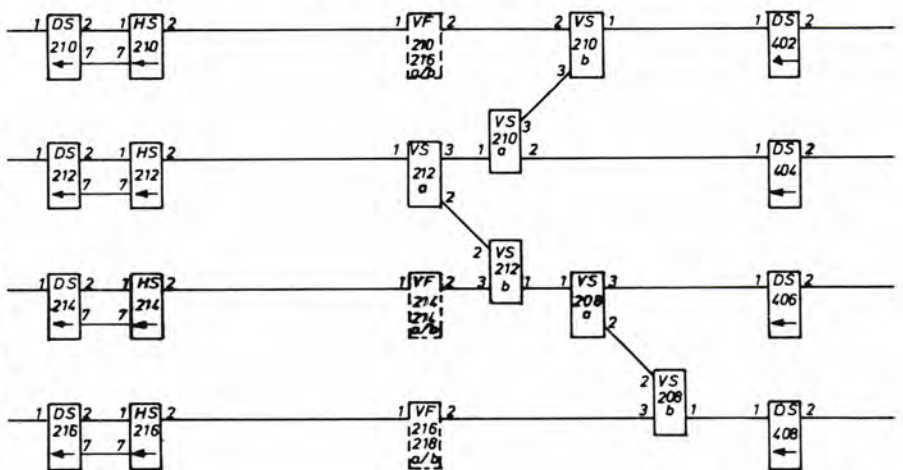 1 DS 2 1 HS 2 1 VF 2 2 VS 1 1 DS 2
210 7 7 210 210 210 402
216 b
a/b 3
VS 3
210
a
1 DS 2 1 HS 2 1 VS 3 1 2 1 DS 2
212 7 7 212 212 404
a 2
2 VS
212
b
1 DS 2 1 HS 2 1 VF 2 3 1 1 VS 3 1 DS 2
214 7 7 214 214 208 406
214 a 2
a/b
2 VS
208
b
1 DS 2 1 HS 2 1 VF 2 3 1 1 DS 2
216 7 7 216 216 408
218
a/b